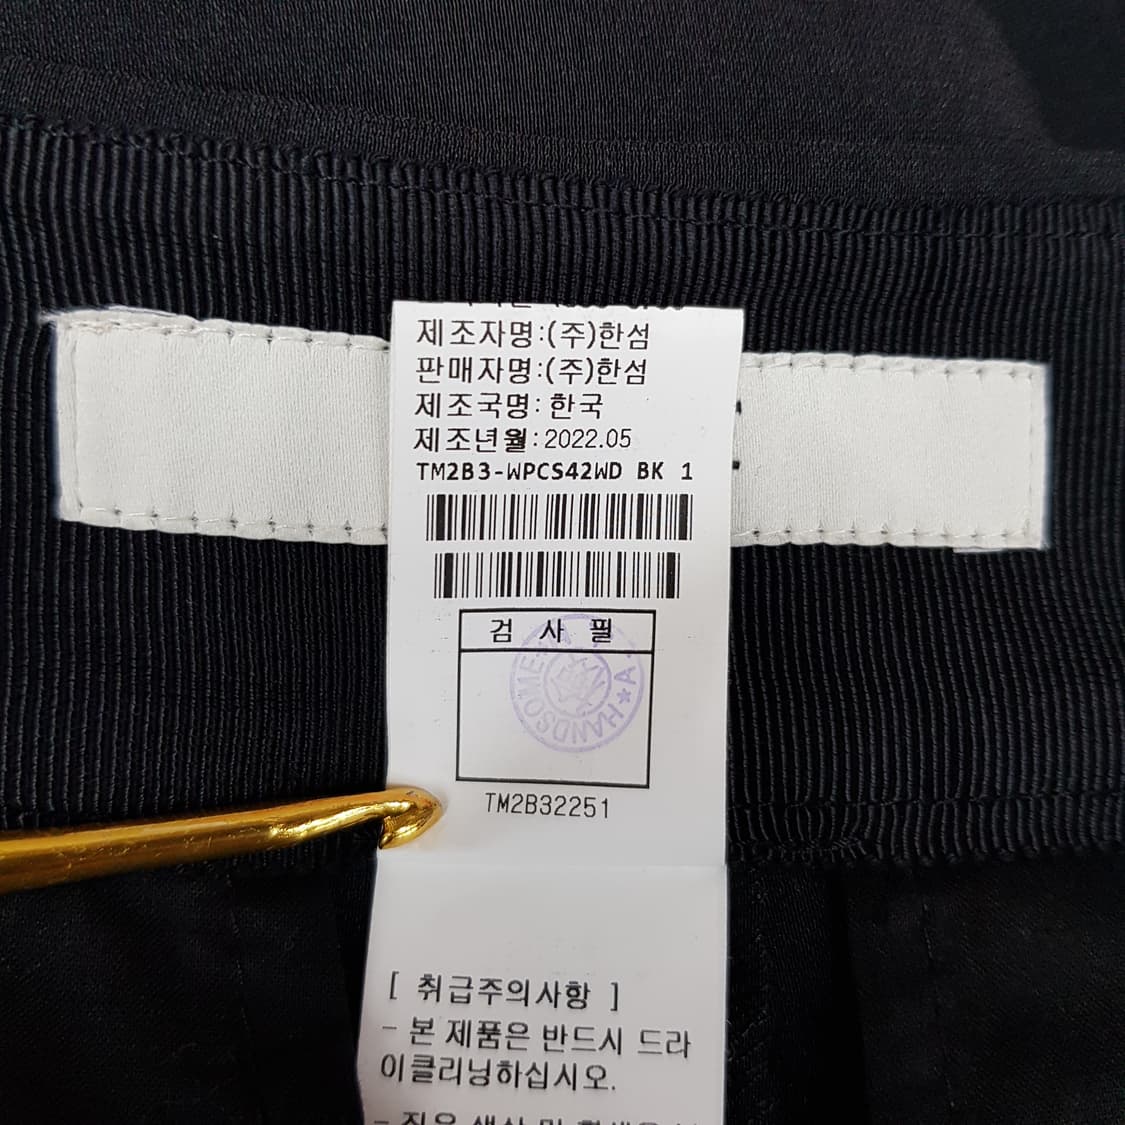 제조자명:(주)한섬
판매자명:(주)한섬
제조국명: 한국
제조년월:2022.05
TM2B3-WPCS42WD BK 1
검 사 필
HANDSOME
TM2B32251
[ 취급주의사항 ]
- 본 제품은 반드시 드라
이클리닝하십시오.